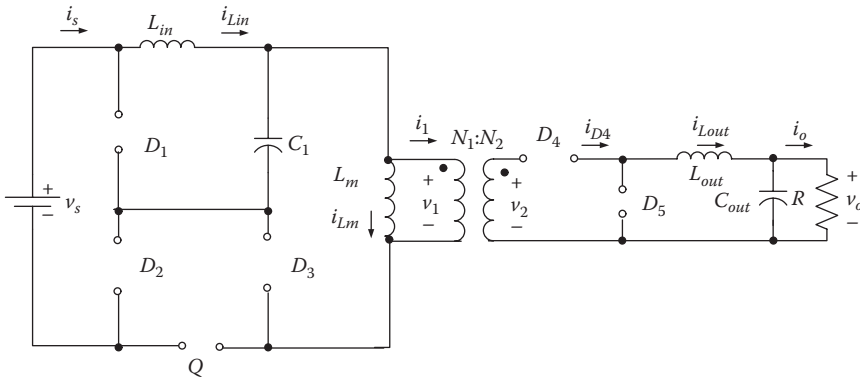 i_s
L_in
i_Lin
D_1
C_1
+
v_s
−
D_2
D_3
Q
L_m
i_Lm
i_1
N_1:N_2
+
v_1
−
+
v_2
−
D_4
i_D4
D_5
i_Lout
L_out
C_out
R
i_o
+
v_o
−